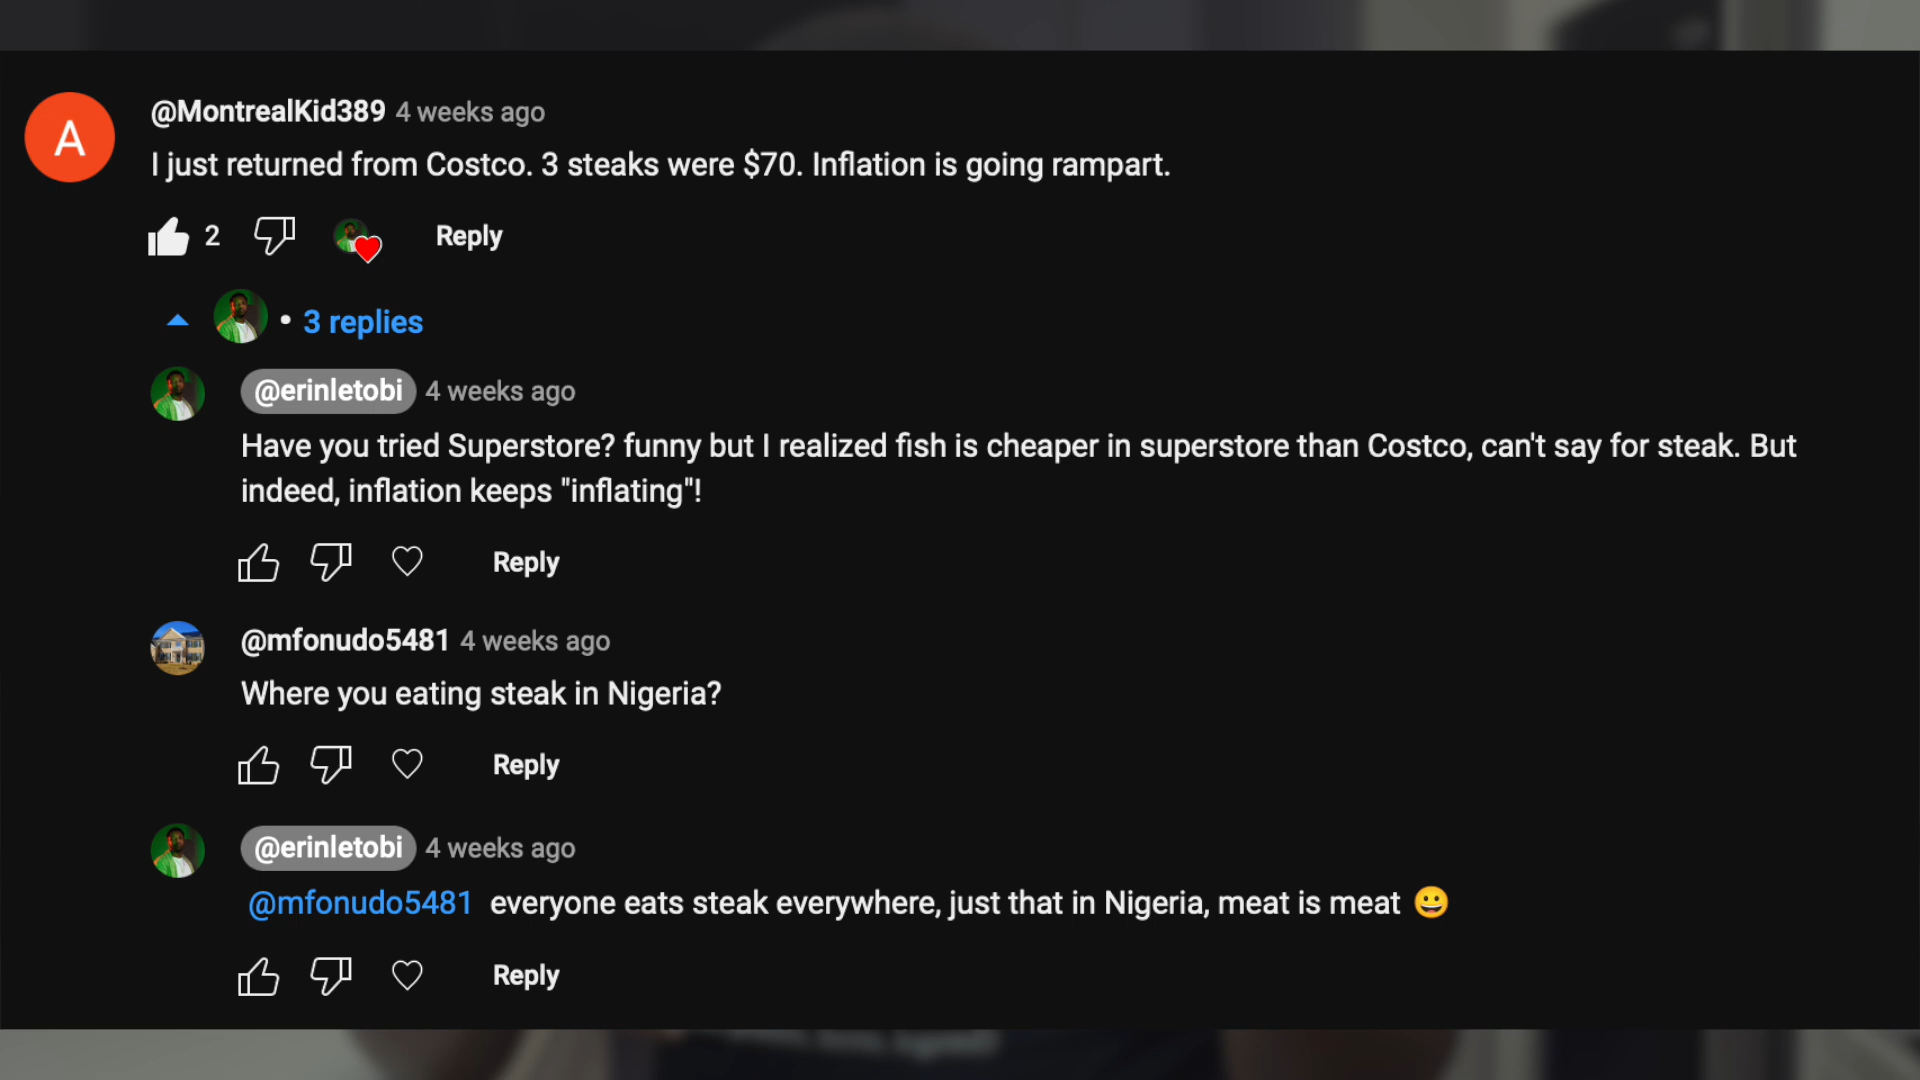 A
@MontrealKid389 4 weeks ago
I just returned from Costco. 3 steaks were $70. Inflation is going rampart.
2 Reply
• 3 replies
@erinletobi 4 weeks ago
Have you tried Superstore? funny but I realized fish is cheaper in superstore than Costco, can't say for steak. But
indeed, inflation keeps "inflating"!
Reply
@mfonudo5481 4 weeks ago
Where you eating steak in Nigeria?
Reply
@erinletobi 4 weeks ago
@mfonudo5481 everyone eats steak everywhere, just that in Nigeria, meat is meat 😀
Reply